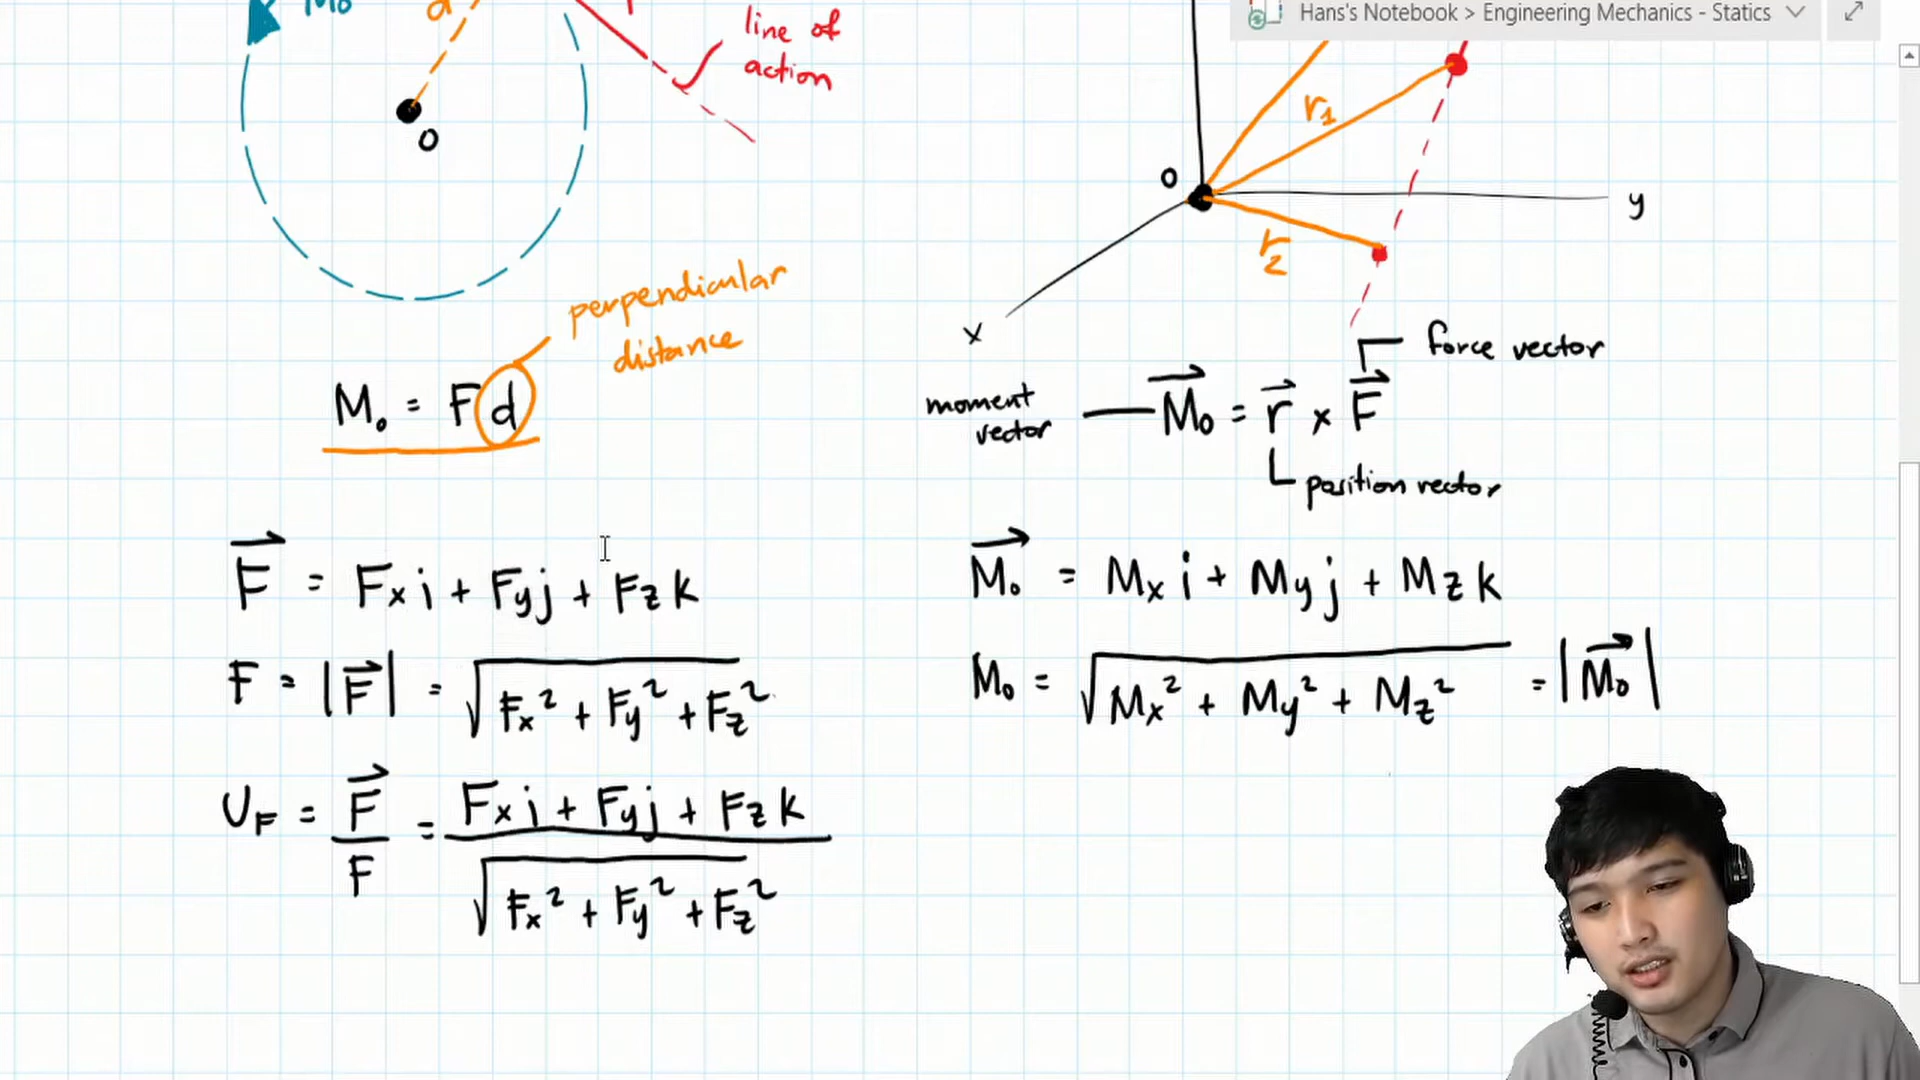 Hans's Notebook > Engineering Mechanics - Statics
Mo
d
line of
action
O
r₁
O
y
r₂
x
perpendicular
distance
M₀ = Fd
force vector
moment
vector
M₀ = r × F
position vector
F = Fx i + Fy j + Fz k
F = |F| = √Fx² + Fy² + Fz²
UF = F/F = Fx i + Fy j + Fz k / √Fx² + Fy² + Fz²
M₀ = Mx i + My j + Mz k
M₀ = √Mx² + My² + Mz² = |M₀|